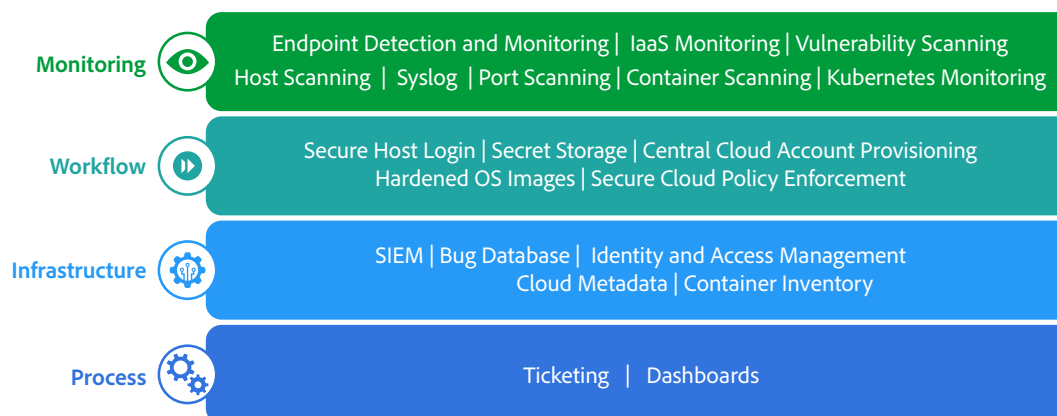 Monitoring
Endpoint Detection and Monitoring | IaaS Monitoring | Vulnerability Scanning
Host Scanning | Syslog | Port Scanning | Container Scanning | Kubernetes Monitoring
Workflow
Secure Host Login | Secret Storage | Central Cloud Account Provisioning
Hardened OS Images | Secure Cloud Policy Enforcement
Infrastructure
SIEM | Bug Database | Identity and Access Management
Cloud Metadata | Container Inventory
Process
Ticketing | Dashboards